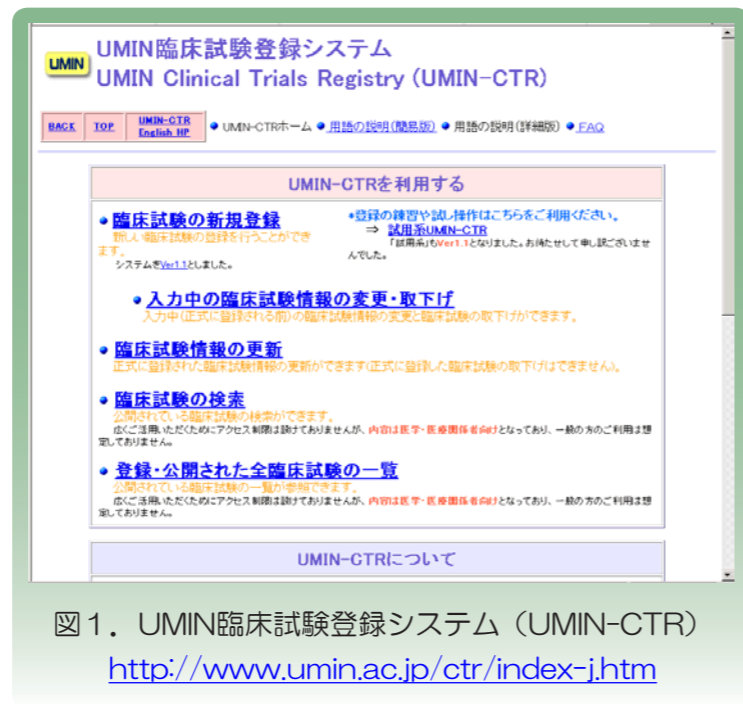 UMIN
UMIN臨床試験登録システム
UMIN Clinical Trials Registry (UMIN-CTR)
BACK TOP UMIN-CTR English HP ● UMIN-CTRホーム ● 用語の説明(簡易版) ● 用語の説明(詳細版) ● FAQ
UMIN-CTRを利用する
● 臨床試験の新規登録
新しい臨床試験の登録を行うことができ
ます。
システムをVer1.1としました。
*登録の練習や試し操作はこちらをご利用ください。
⇒ 試用系UMIN-CTR
「試用系」もVer1.1となりました。お待たせして申し訳ございませ
んでした。
● 入力中の臨床試験情報の変更・取下げ
入力中(正式に登録される前)の臨床試験情報の変更と臨床試験の取下げができます。
● 臨床試験情報の更新
正式に登録された臨床試験情報の更新ができます(正式に登録した臨床試験の取下げはできません)。
● 臨床試験の検索
公開されている臨床試験の検索ができます。
広くご活用いただくためにアクセス制限は設けておりませんが、内容は医学・医療関係者向けとなっており、一般の方のご利用は想
定しておりません。
● 登録・公開された全臨床試験の一覧
公開されている臨床試験の一覧が参照できます。
広くご活用いただくためにアクセス制限は設けておりませんが、内容は医学・医療関係者向けとなっており、一般の方のご利用は想
定しておりません。
UMIN-CTRについて
図1．UMIN臨床試験登録システム（UMIN-CTR）
http://www.umin.ac.jp/ctr/index-j.htm